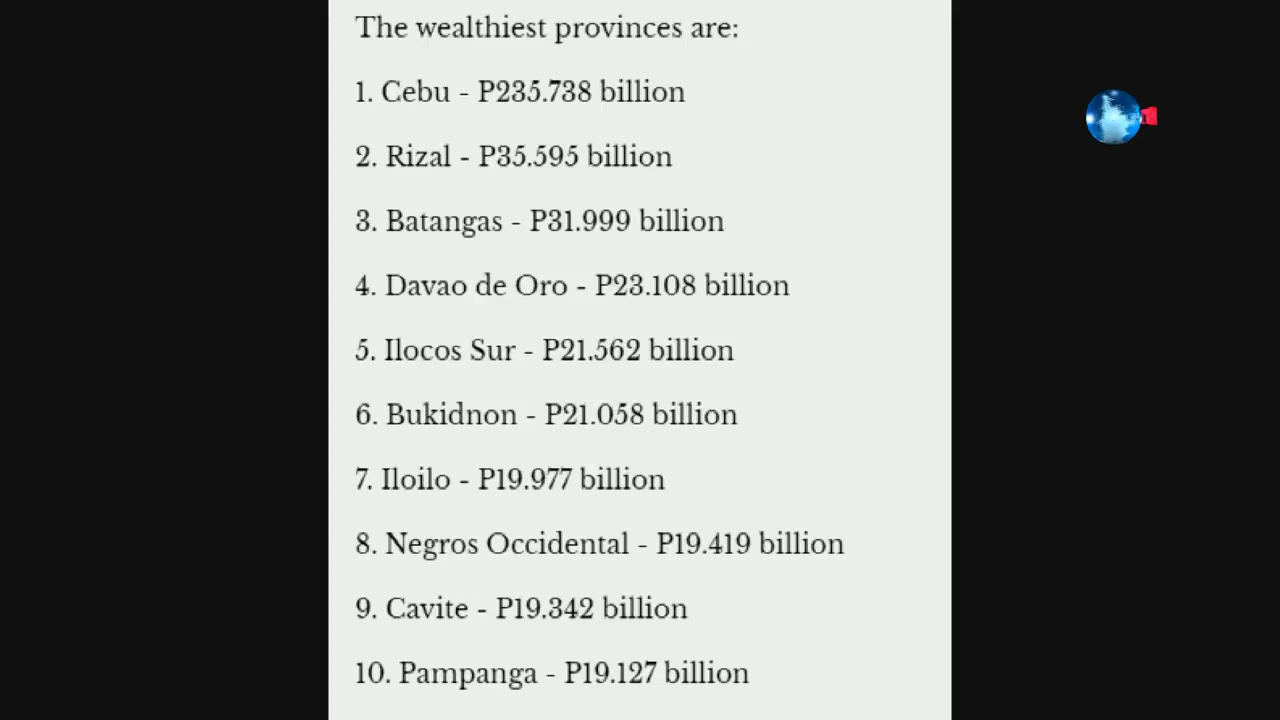 The wealthiest provinces are:
1. Cebu - P235.738 billion
2. Rizal - P35.595 billion
3. Batangas - P31.999 billion
4. Davao de Oro - P23.108 billion
5. Ilocos Sur - P21.562 billion
6. Bukidnon - P21.058 billion
7. Iloilo - P19.977 billion
8. Negros Occidental - P19.419 billion
9. Cavite - P19.342 billion
10. Pampanga - P19.127 billion